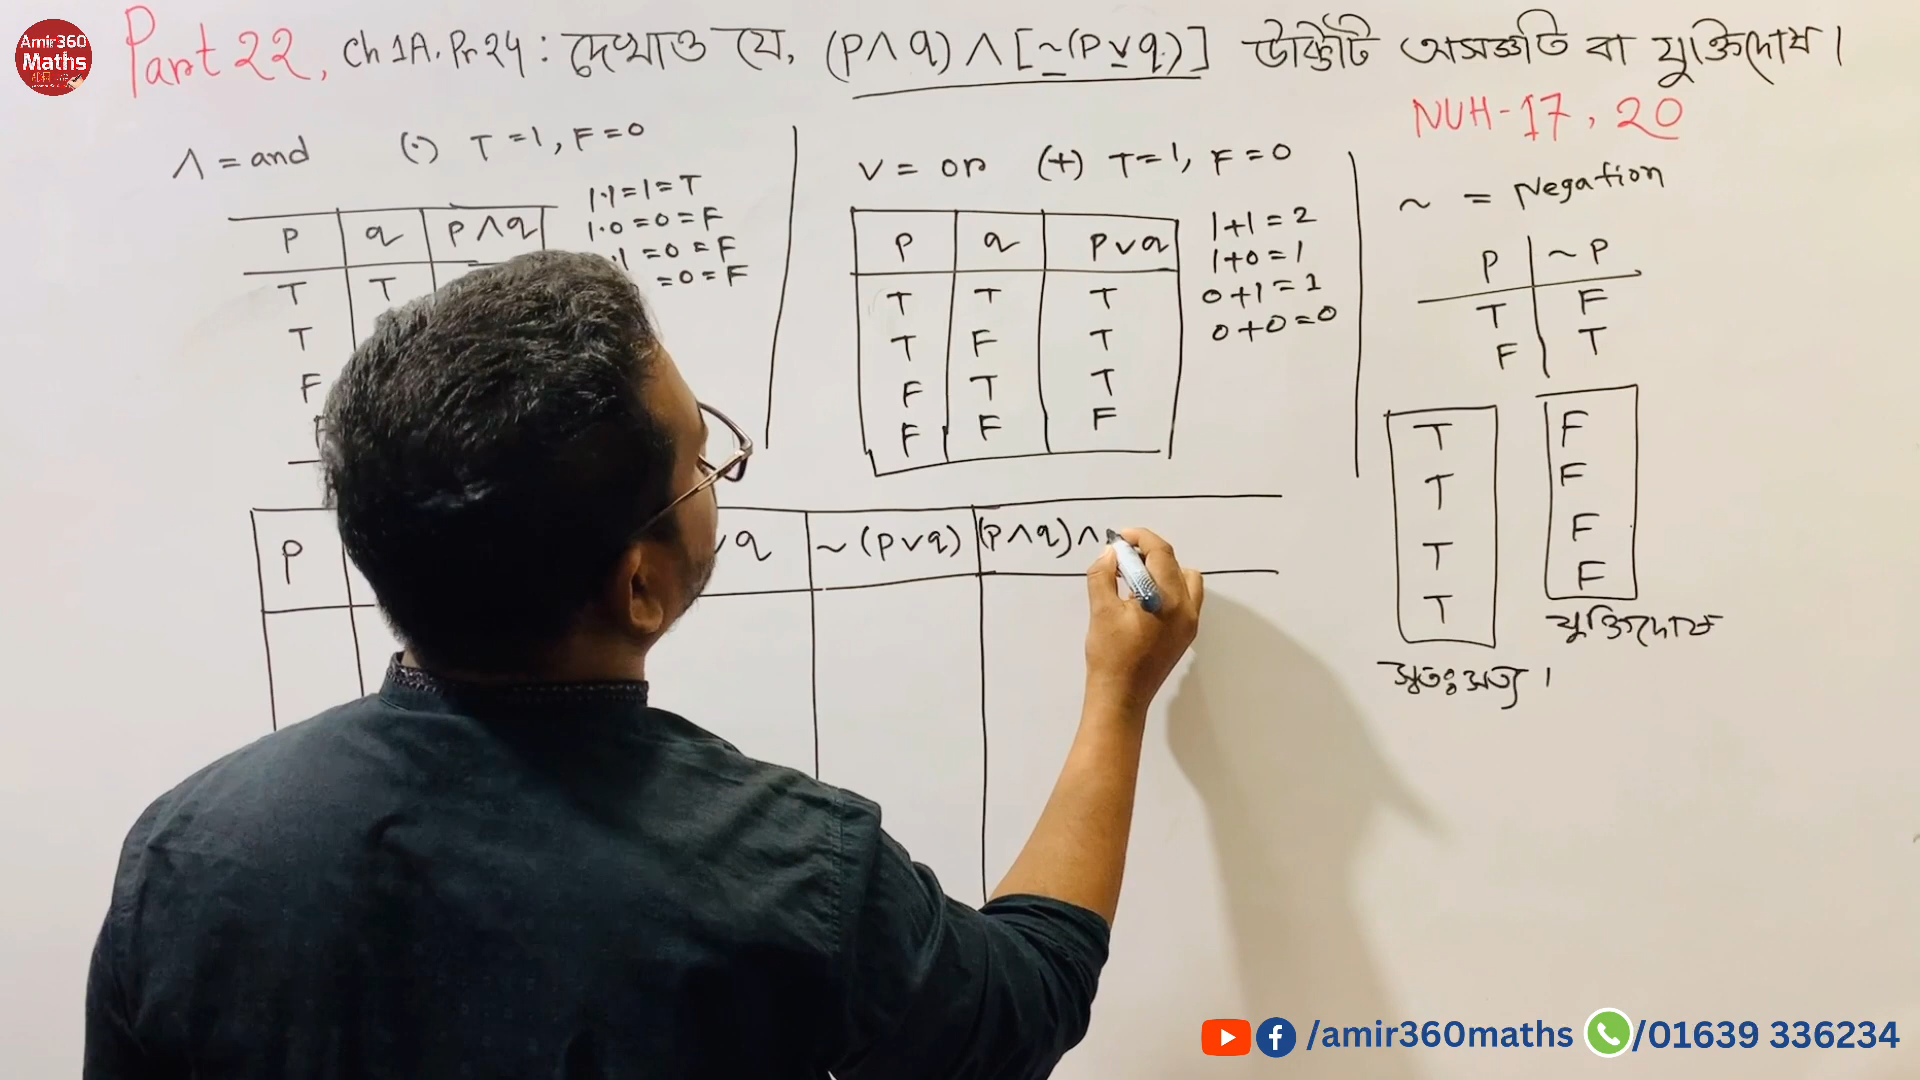 Amir360
Maths
Part 22, Ch 1A. Pr 24 : দেখাও যে, (P∧q) ∧ [~(P∨q)] উক্তিটি অসঙ্গতি বা যুক্তিদোষ।
NUH-17, 20
∧ = and (·) T=1, F=0
1·1=1=T
1·0=0=F
·1=0=F
=0=F
P q P∧q
T T
T
F
F
∨ = or (+) T=1, F=0
P q P∨q
T T T
T F T
F T T
F F F
1+1=2
1+0=1
0+1=1
0+0=0
~ = Negation
P ~P
T F
F T
T
T
T
T
স্বতঃসত্য।
F
F
F
F
যুক্তিদোষ
P ∨q ~(P∨q) (P∧q)∧
/amir360maths /01639 336234